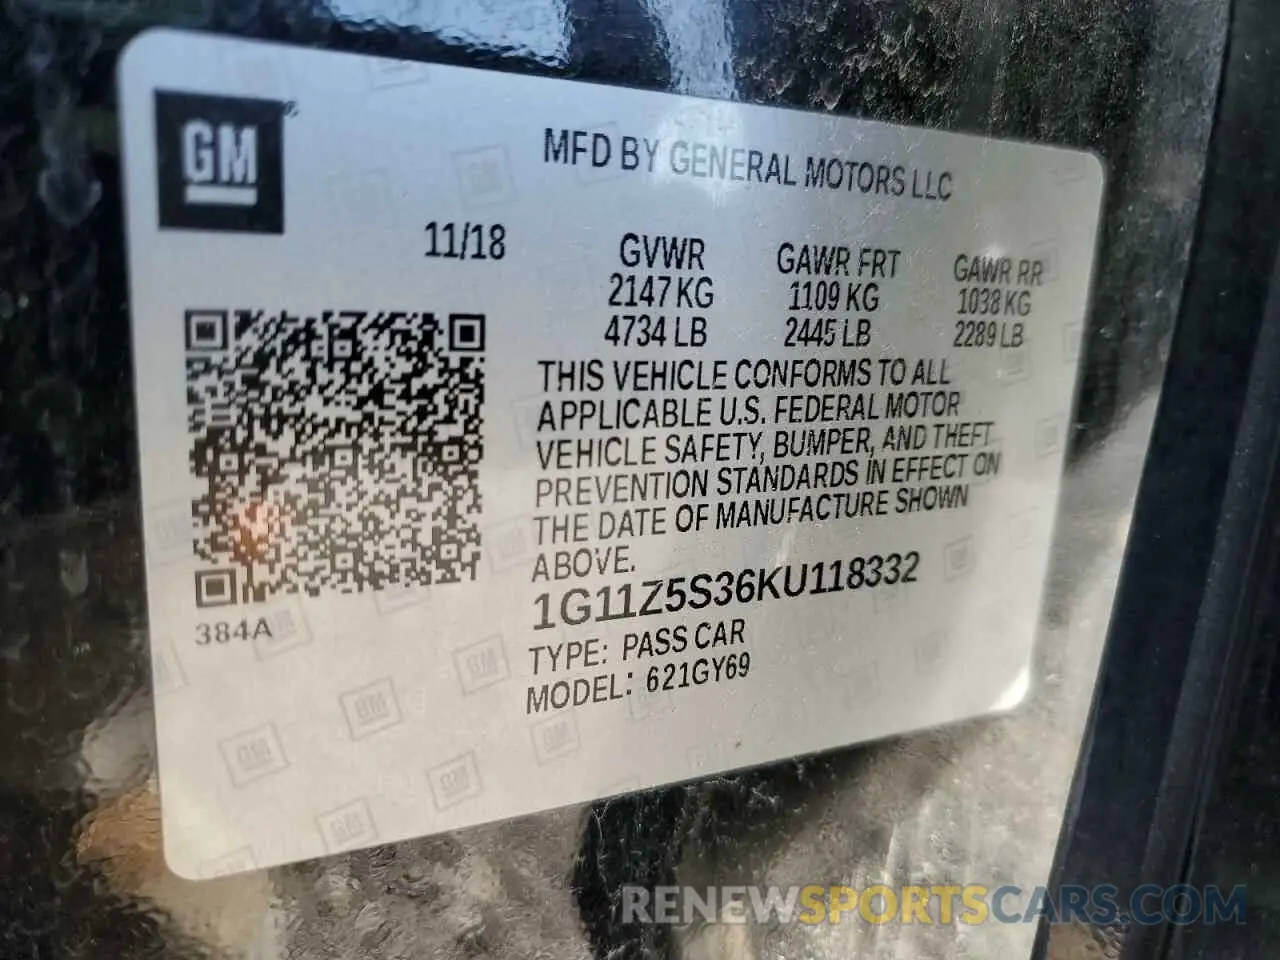 GM
MFD BY GENERAL MOTORS LLC
11/18
GVWR GAWR FRT GAWR RR
2147 KG 1109 KG 1038 KG
4734 LB 2445 LB 2289 LB
THIS VEHICLE CONFORMS TO ALL
APPLICABLE U.S. FEDERAL MOTOR
VEHICLE SAFETY, BUMPER, AND THEFT
PREVENTION STANDARDS IN EFFECT ON
THE DATE OF MANUFACTURE SHOWN
ABOVE.
1G11Z5S36KU118332
384A
TYPE: PASS CAR
MODEL: 621GY69
RENEWSPORTSCARS.COM